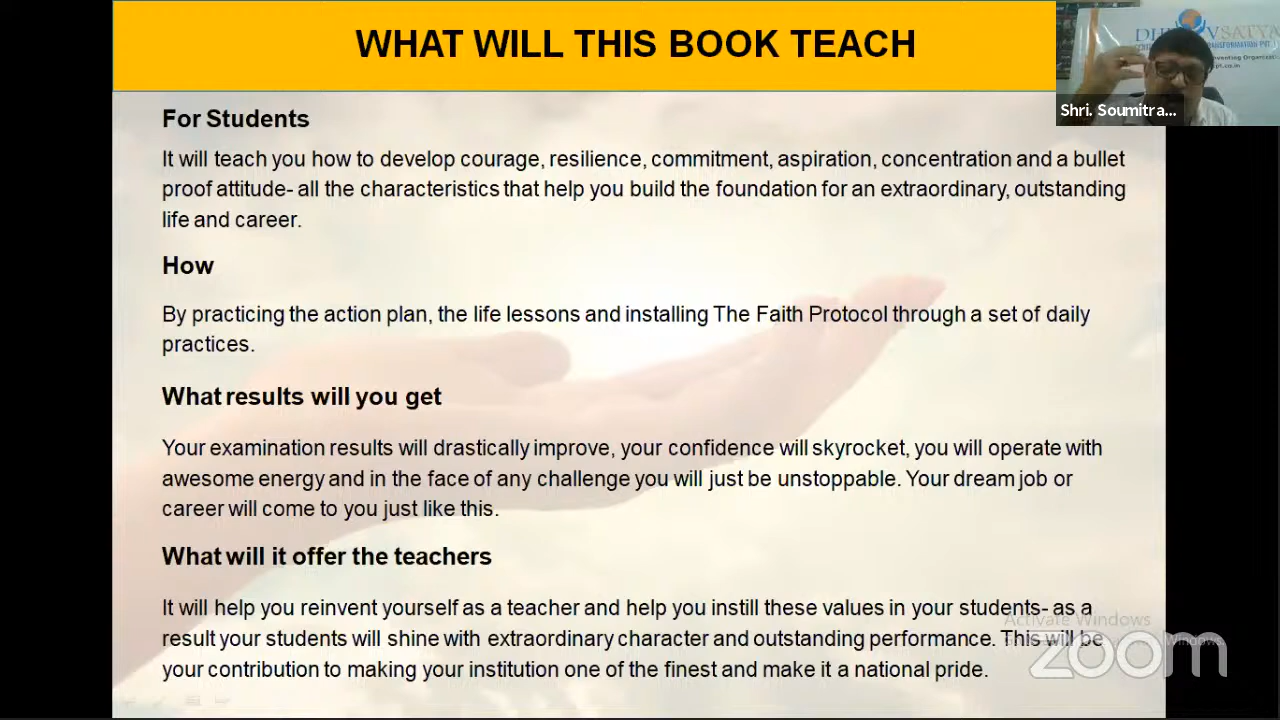 WHAT WILL THIS BOOK TEACH
Shri. Soumitra...
For Students
It will teach you how to develop courage, resilience, commitment, aspiration, concentration and a bullet
proof attitude- all the characteristics that help you build the foundation for an extraordinary, outstanding
life and career.
How
By practicing the action plan, the life lessons and installing The Faith Protocol through a set of daily
practices.
What results will you get
Your examination results will drastically improve, your confidence will skyrocket, you will operate with
awesome energy and in the face of any challenge you will just be unstoppable. Your dream job or
career will come to you just like this.
What will it offer the teachers
It will help you reinvent yourself as a teacher and help you instill these values in your students- as a
result your students will shine with extraordinary character and outstanding performance. This will be
your contribution to making your institution one of the finest and make it a national pride.
Activate Windows
zoom